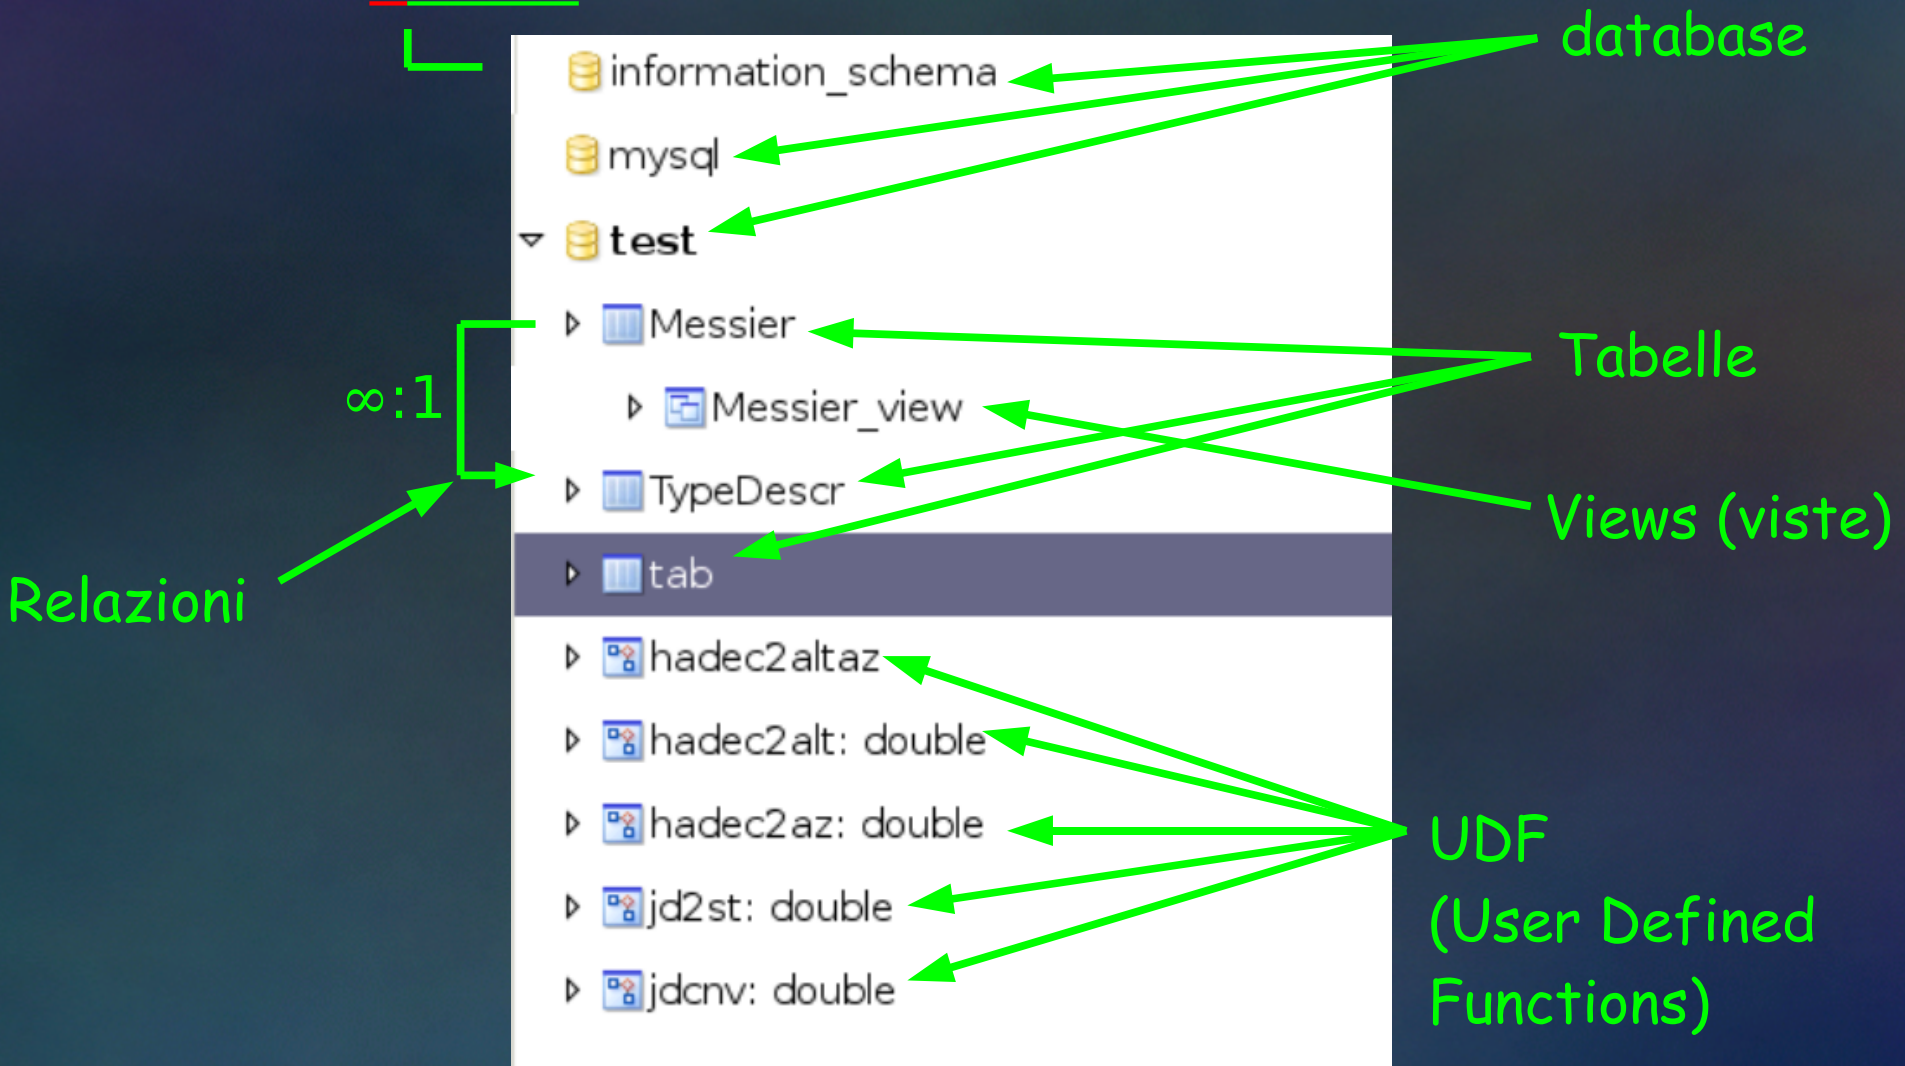 database
information_schema
mysql
test
Messier
Tabelle
∞:1
Messier_view
TypeDescr
Views (viste)
tab
Relazioni
hadec2altaz
hadec2alt: double
hadec2az: double
UDF
(User Defined
Functions)
jd2st: double
jdcnv: double